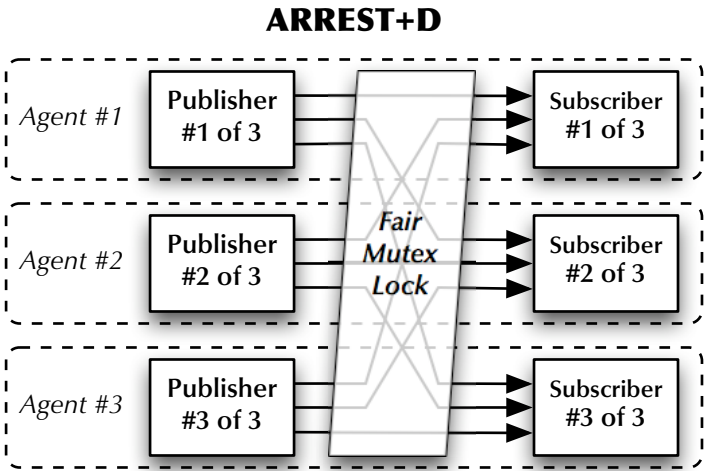 ARREST+D
Agent #1
Publisher
#1 of 3
Subscriber
#1 of 3
Agent #2
Publisher
#2 of 3
Fair
Mutex
Lock
Subscriber
#2 of 3
Agent #3
Publisher
#3 of 3
Subscriber
#3 of 3